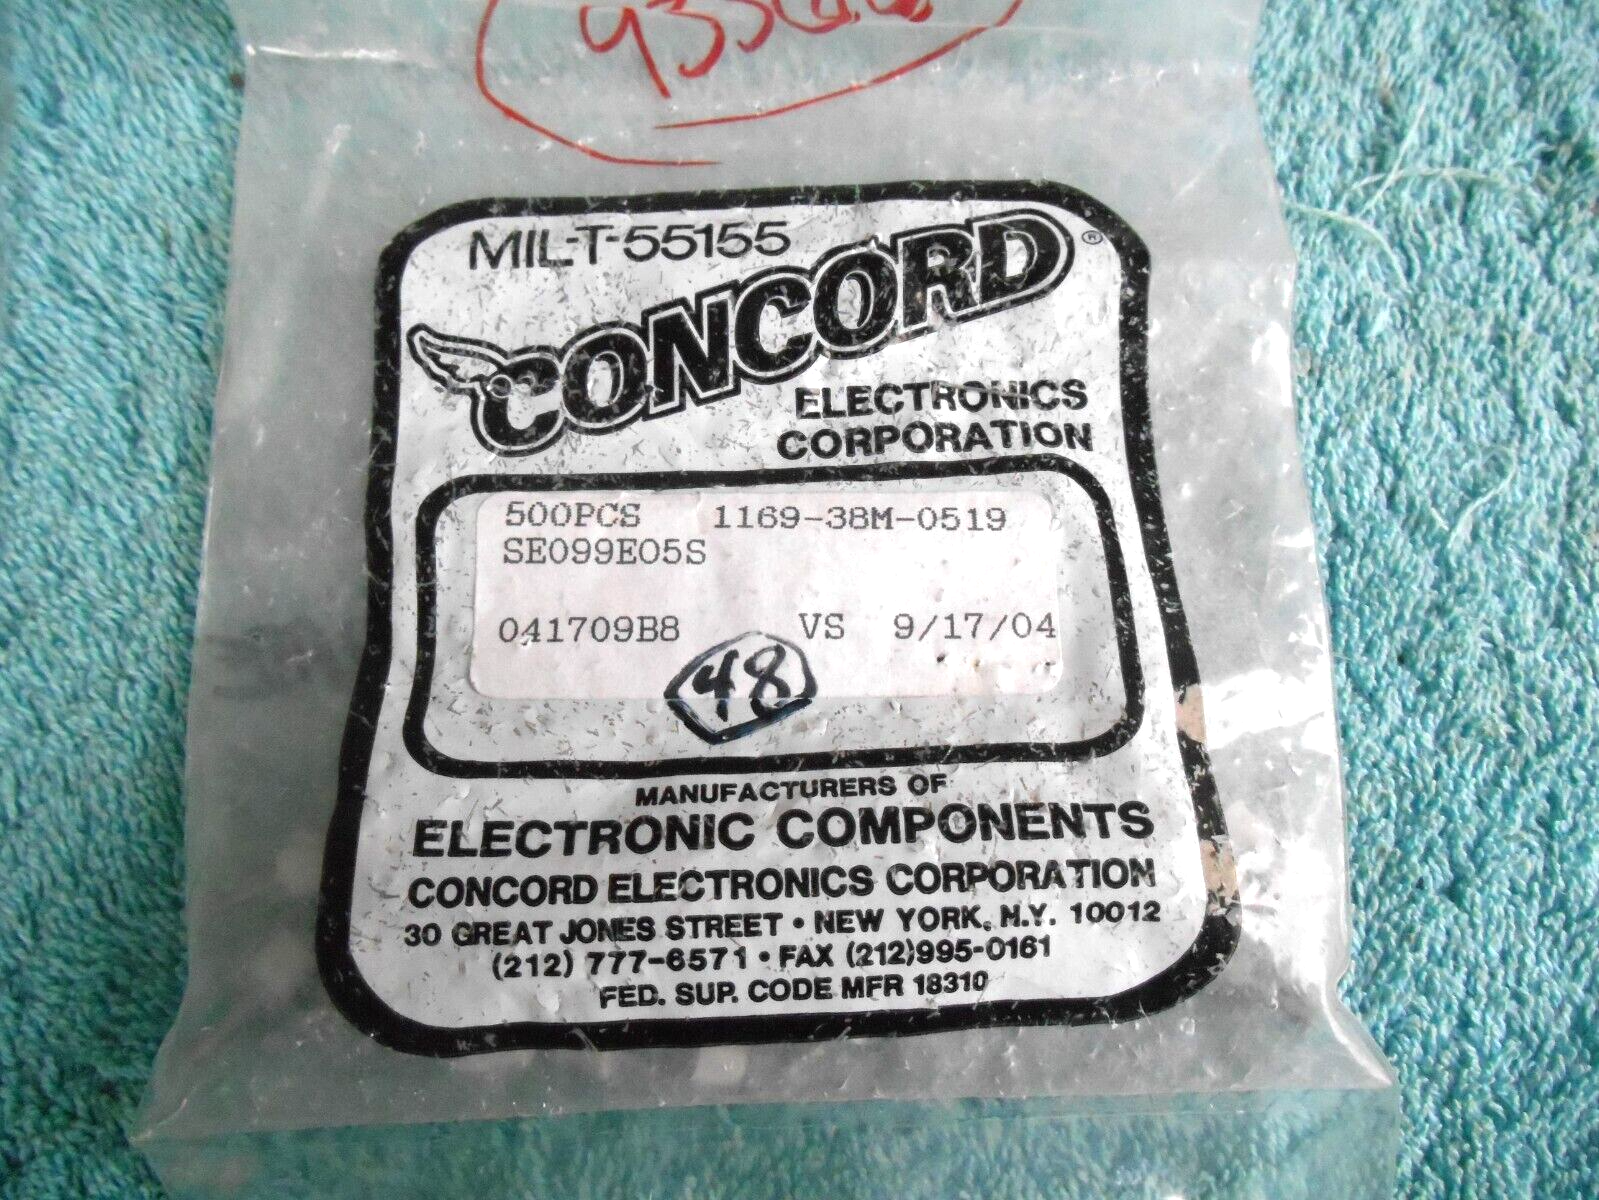 MIL-T-55155
CONCORD ®
ELECTRONICS
CORPORATION
500PCS 1169-38M-0519
SE099E05S
041709B8 VS 9/17/04
48
MANUFACTURERS OF
ELECTRONIC COMPONENTS
CONCORD ELECTRONICS CORPORATION
30 GREAT JONES STREET • NEW YORK, N.Y. 10012
(212) 777-6571 • FAX (212)995-0161
FED. SUP. CODE MFR 18310